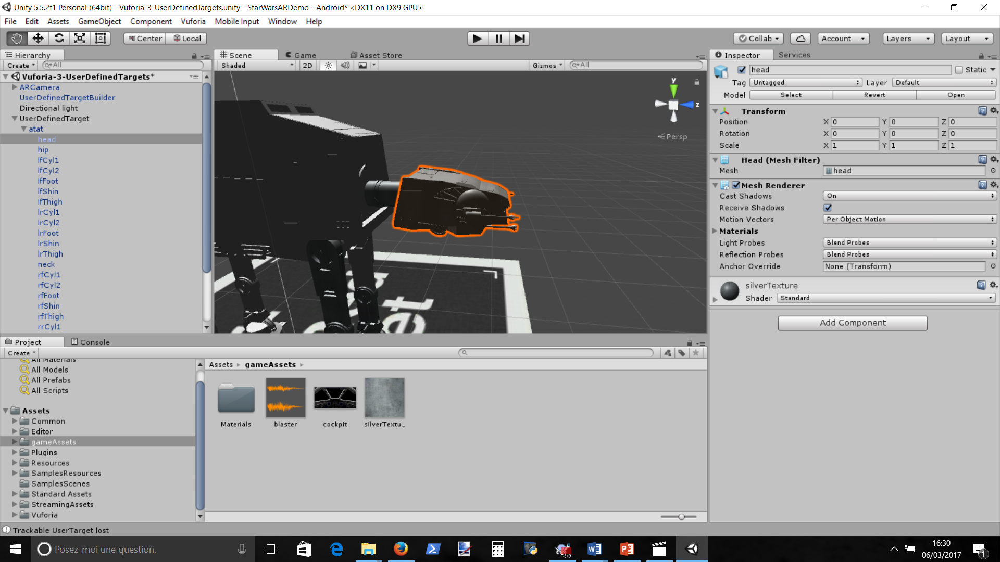 Unity 5.5.2f1 Personal (64bit) - Vuforia-3-UserDefinedTargets.unity - StarWarsARDemo - Android* <DX11 on DX9 GPU>
File Edit Assets GameObject Component Vuforia Mobile Input Window Help
Center Local
Collab Account Layers Layout
Hierarchy
Create All
Vuforia-3-UserDefinedTargets*
ARCamera
UserDefinedTargetBuilder
Directional light
UserDefinedTarget
atat
head
hip
lfCyl1
lfCyl2
lfFoot
lfShin
lfThigh
lrCyl1
lrCyl2
lrFoot
lrShin
lrThigh
neck
rfCyl1
rfCyl2
rfFoot
rfShin
rfThigh
rrCyl1
Scene Game Asset Store
Shaded 2D Gizmos All
y
z
Persp
Inspector Services
head Static
Tag Untagged Layer Default
Model Select Revert Open
Transform
Position X 0 Y 0 Z 0
Rotation X 0 Y 0 Z 0
Scale X 1 Y 1 Z 1
Head (Mesh Filter)
Mesh head
Mesh Renderer
Cast Shadows On
Receive Shadows
Motion Vectors Per Object Motion
Materials
Light Probes Blend Probes
Reflection Probes Blend Probes
Anchor Override None (Transform)
silverTexture
Shader Standard
Add Component
Project Console
Create
All Materials
All Models
All Prefabs
All Scripts
Assets
Common
Editor
gameAssets
Plugins
Resources
SamplesResources
SamplesScenes
Standard Assets
StreamingAssets
Vuforia
Assets gameAssets
Materials blaster cockpit silverTextu...
Trackable UserTarget lost
Posez-moi une question.
16:30
06/03/2017
1